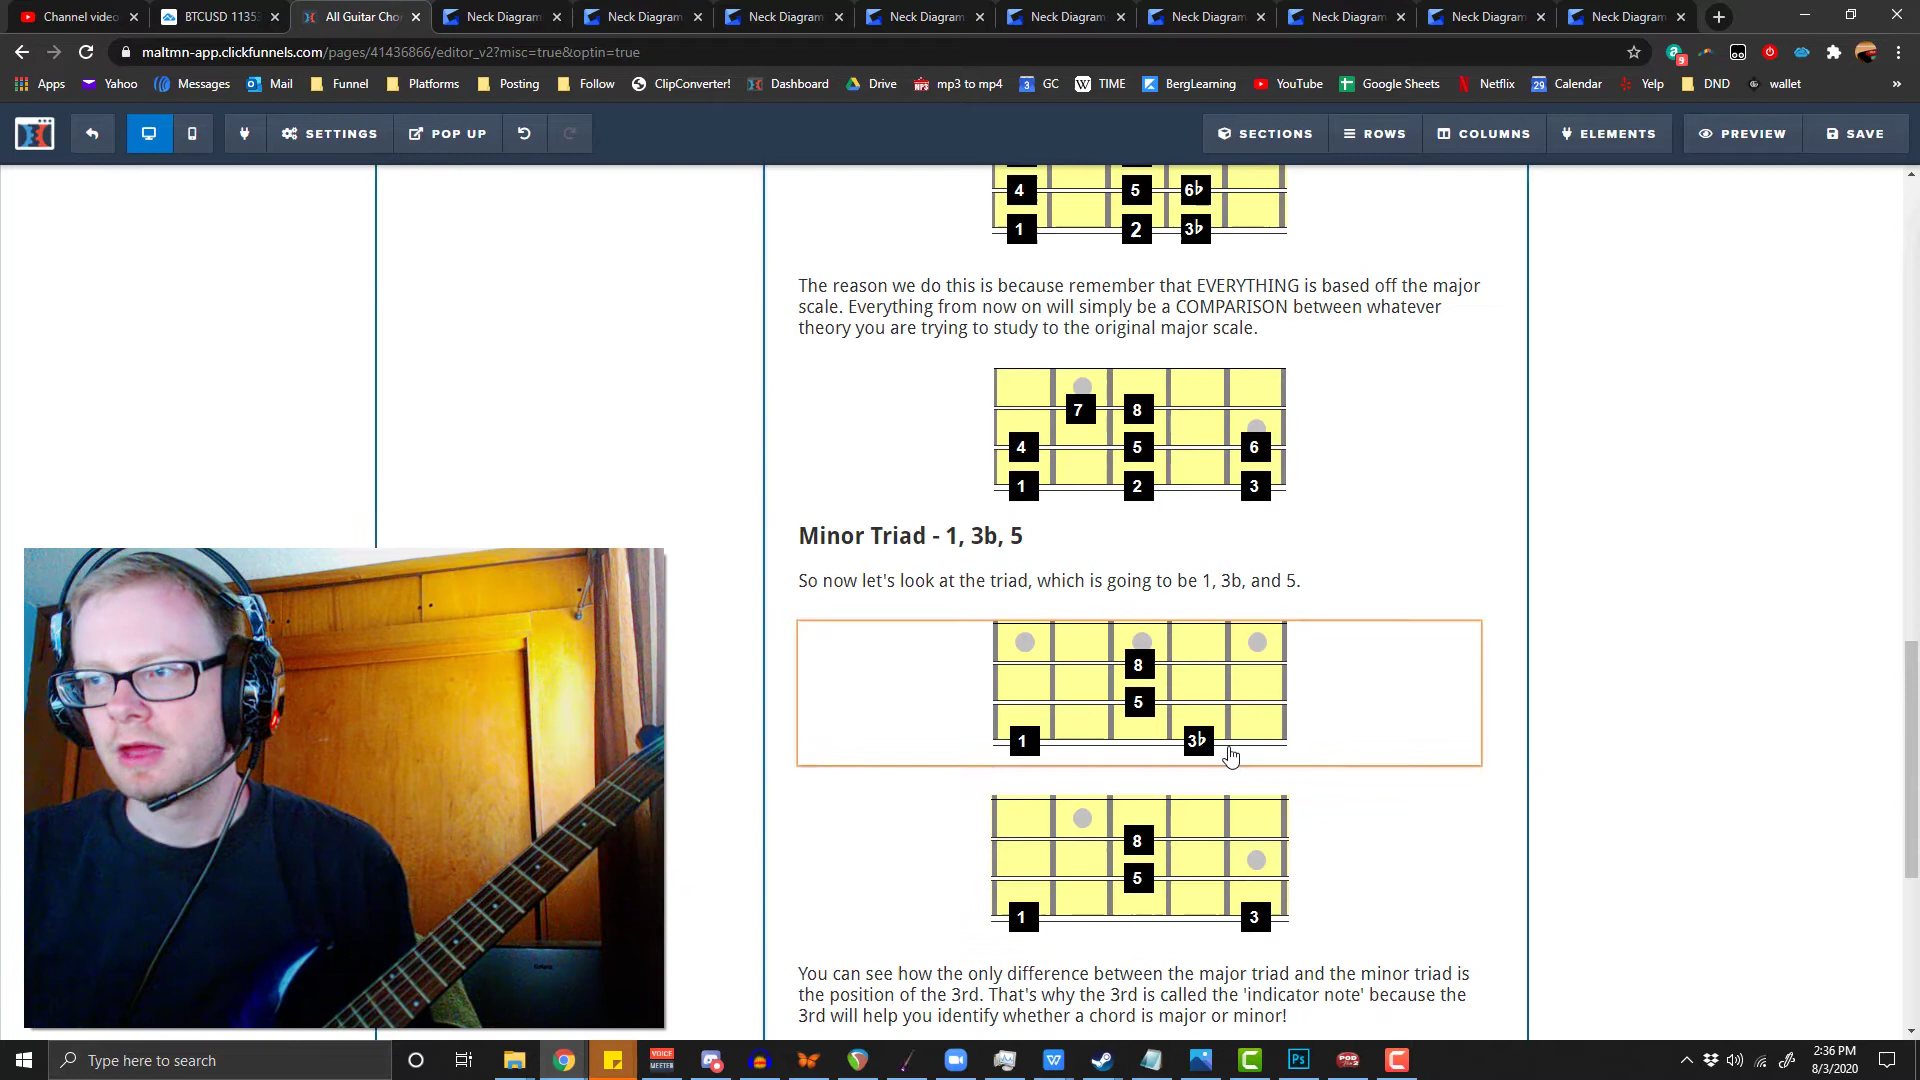 Channel video
BTCUSD 1135
All Guitar Cho
Neck Diagram
Neck Diagram
Neck Diagram
Neck Diagram
Neck Diagram
Neck Diagram
Neck Diagram
Neck Diagram
Neck Diagram
maltmn-app.clickfunnels.com/pages/41436866/editor_v2?misc=true&optin=true
9
Apps
Yahoo
Messages
Mail
Funnel
Platforms
Posting
Follow
ClipConverter!
Dashboard
Drive
mp3 to mp4
GC
TIME
BergLearning
YouTube
Google Sheets
Netflix
Calendar
Yelp
DND
wallet
SETTINGS
POP UP
SECTIONS
ROWS
COLUMNS
ELEMENTS
PREVIEW
SAVE
4 5 6♭
1 2 3♭
The reason we do this is because remember that EVERYTHING is based off the major
scale. Everything from now on will simply be a COMPARISON between whatever
theory you are trying to study to the original major scale.
7 8
4 5 6
1 2 3
Minor Triad - 1, 3b, 5
So now let's look at the triad, which is going to be 1, 3b, and 5.
8
5
1 3♭
8
5
1 3
You can see how the only difference between the major triad and the minor triad is
the position of the 3rd. That's why the 3rd is called the 'indicator note' because the
3rd will help you identify whether a chord is major or minor!
Type here to search
VOICE
MEETER
Ps
POD
2:36 PM
8/3/2020